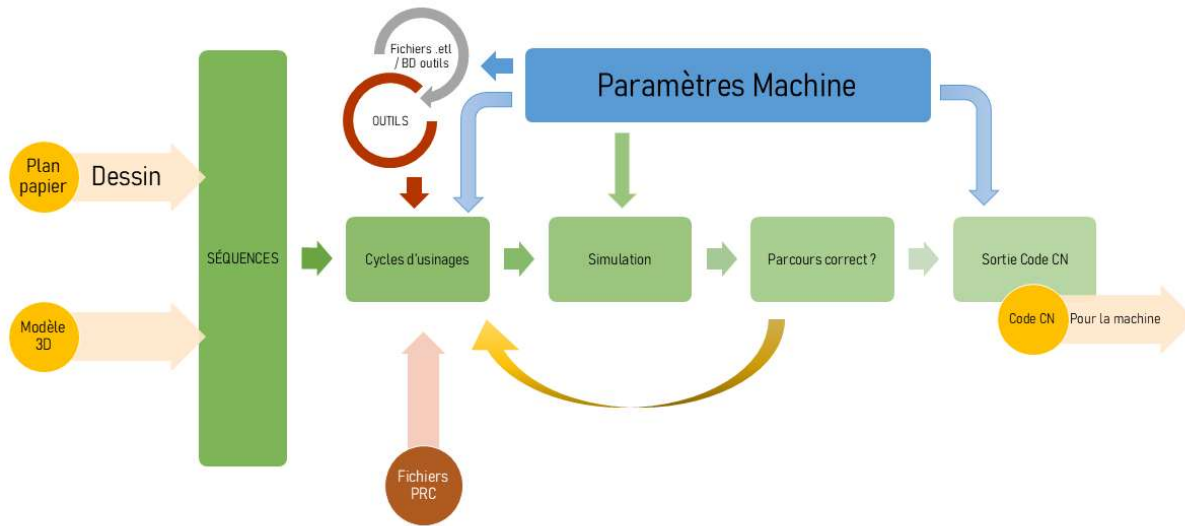 Fichiers .etl
/ BD outils
Paramètres Machine
OUTILS
Plan
papier
Dessin
SÉQUENCES
Cycles d'usinages
Simulation
Parcours correct ?
Sortie Code CN
Modèle
3D
Code CN
Pour la machine
Fichiers
PRC